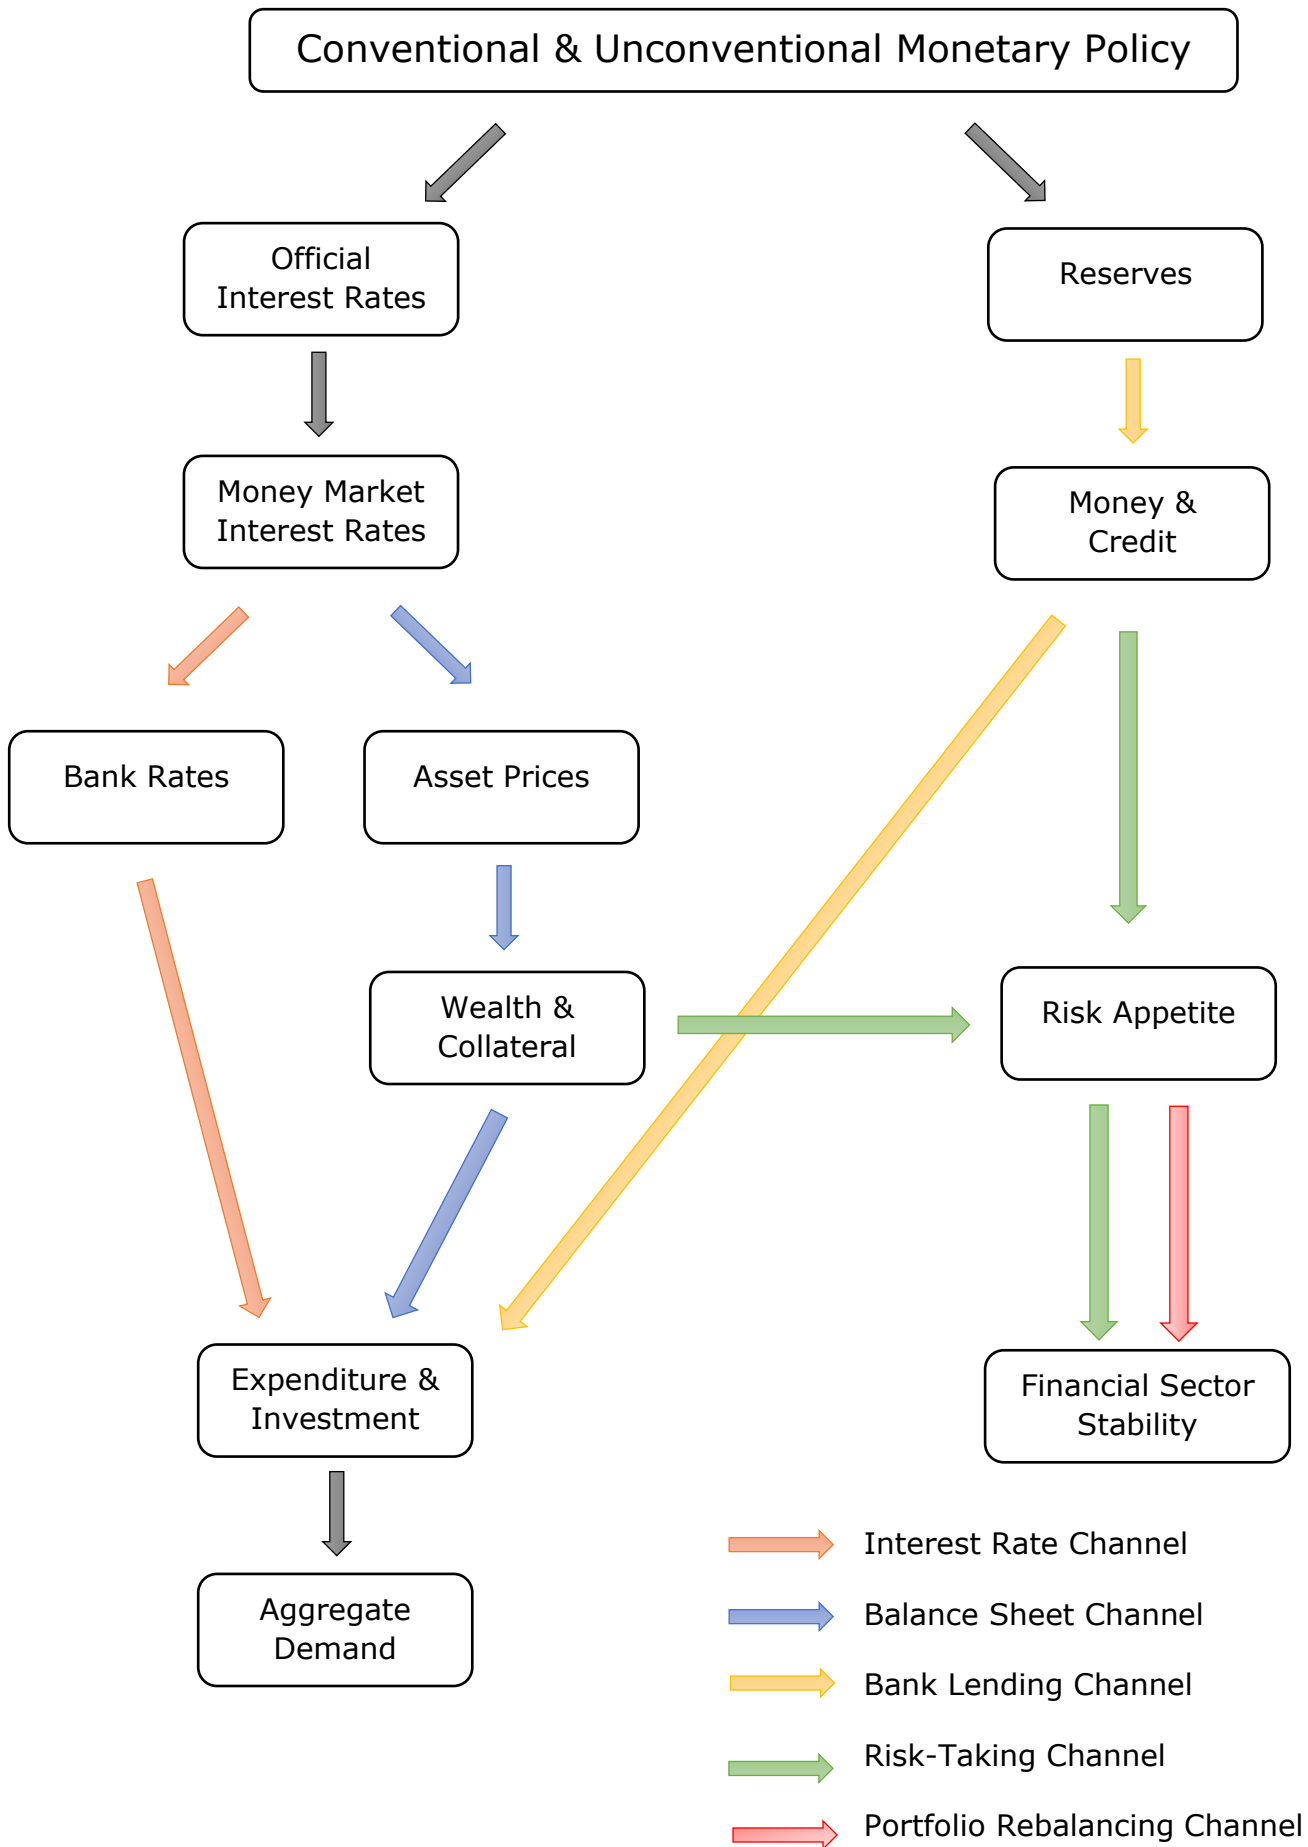 Conventional & Unconventional Monetary Policy
Official
Interest Rates
Reserves
Money Market
Interest Rates
Money &
Credit
Bank Rates
Asset Prices
Wealth &
Collateral
Risk Appetite
Expenditure &
Investment
Financial Sector
Stability
Aggregate
Demand
Interest Rate Channel
Balance Sheet Channel
Bank Lending Channel
Risk-Taking Channel
Portfolio Rebalancing Channel